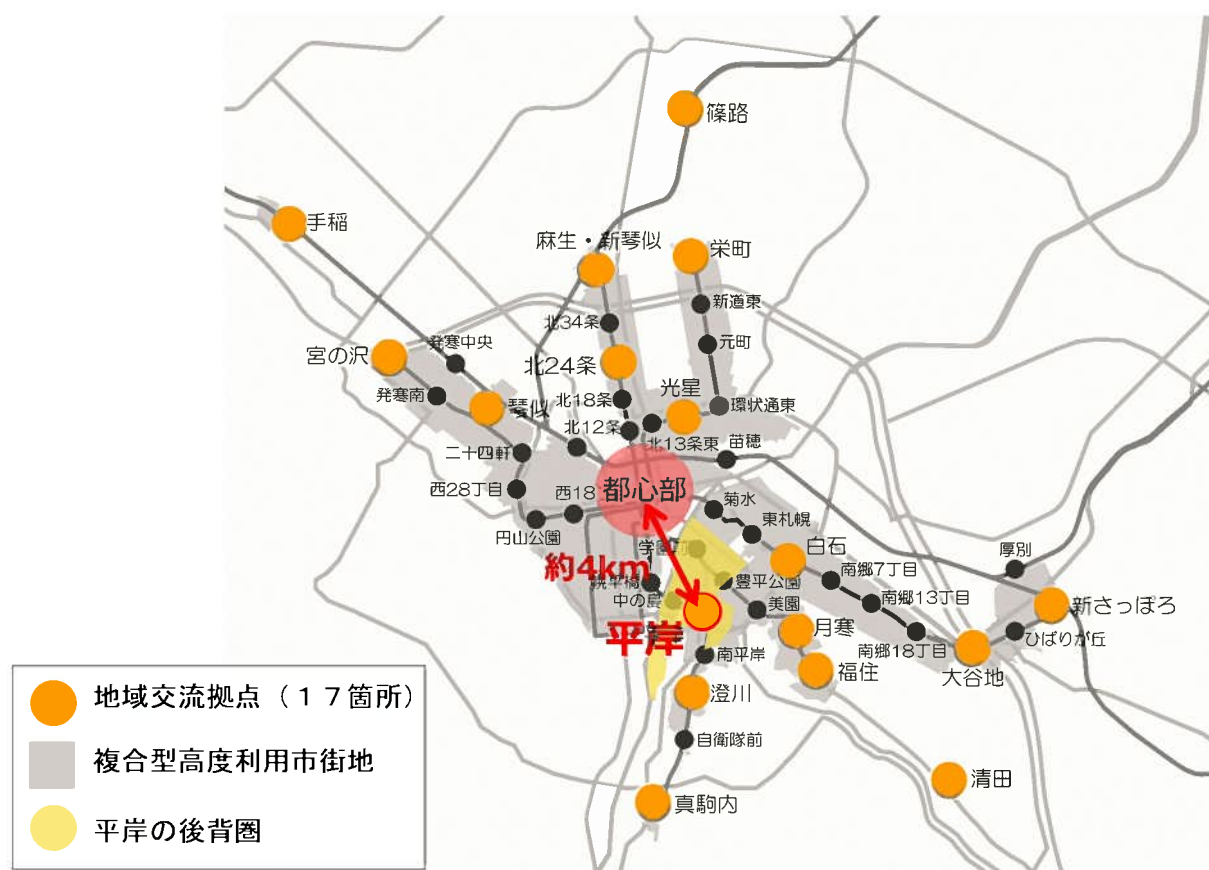 篠路
手稲
麻生・新琴似
栄町
新道東
北34条
発寒中央
元町
宮の沢
北24条
光星
発寒南
琴似
北18条
環状通東
北12条
北13条東
苗穂
二十四軒
西28丁目
西18
都心部
菊水
東札幌
円山公園
学園前
白石
厚別
約4km
幌平橋
豊平公園
南郷7丁目
中の島
美園
南郷13丁目
新さっぽろ
平岸
月寒
南郷18丁目
ひばりが丘
南平岸
福住
大谷地
澄川
自衛隊前
清田
真駒内
地域交流拠点（１７箇所）
複合型高度利用市街地
平岸の後背圏